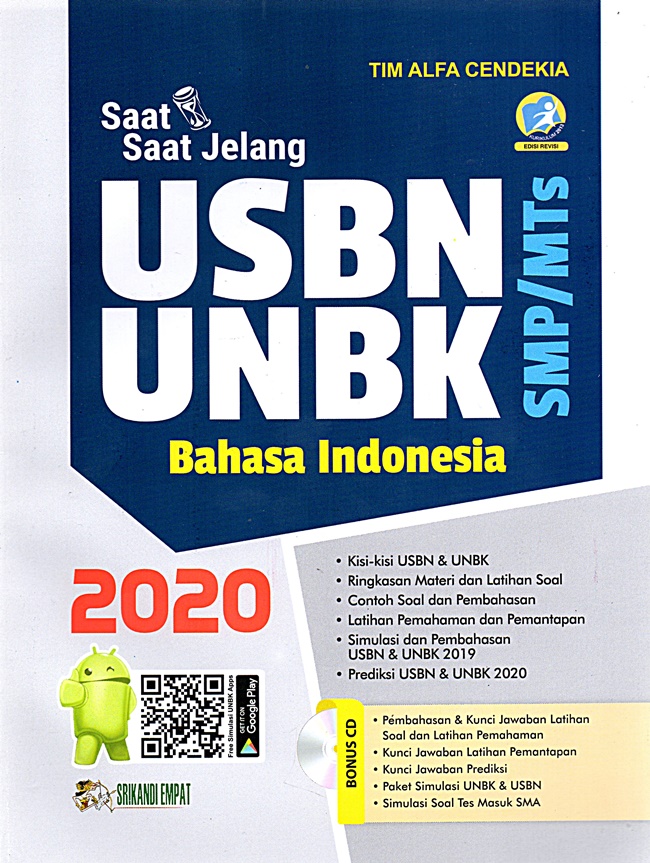 TIM ALFA CENDEKIA
Saat
Saat Jelang
KURIKULUM 2013
EDISI REVISI
USBN
UNBK
SMP/MTs
Bahasa Indonesia
2020
• Kisi-kisi USBN & UNBK
• Ringkasan Materi dan Latihan Soal
• Contoh Soal dan Pembahasan
• Latihan Pemahaman dan Pemantapan
• Simulasi dan Pembahasan
USBN & UNBK 2019
• Prediksi USBN & UNBK 2020
Free Simulasi UNBK Apps
GET IT ON
Google Play
BONUS CD
• Pembahasan & Kunci Jawaban Latihan
Soal dan Latihan Pemahaman
• Kunci Jawaban Latihan Pemantapan
• Kunci Jawaban Prediksi
• Paket Simulasi UNBK & USBN
• Simulasi Soal Tes Masuk SMA
SRIKANDI EMPAT